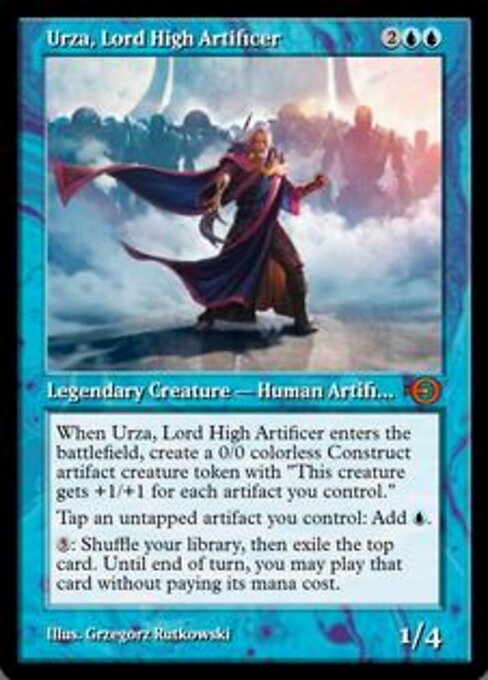 Urza, Lord High Artificer 2
Legendary Creature — Human Artifi...
When Urza, Lord High Artificer enters the
battlefield, create a 0/0 colorless Construct
artifact creature token with "This creature
gets +1/+1 for each artifact you control."
Tap an untapped artifact you control: Add .
5: Shuffle your library, then exile the top
card. Until end of turn, you may play that
card without paying its mana cost.
Illus. Grzegorz Rutkowski
1/4